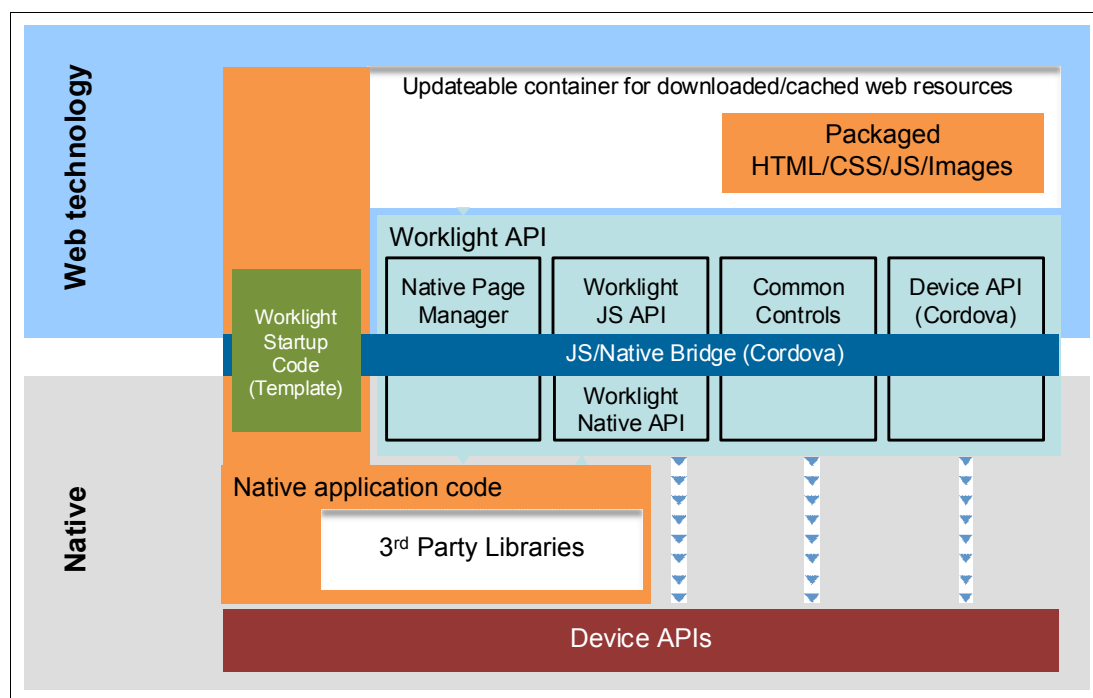 Web technology
Updateable container for downloaded/cached web resources
Packaged
HTML/CSS/JS/Images
Worklight API
Native Page
Manager
Worklight
JS API
Common
Controls
Device API
(Cordova)
Worklight
Startup
Code
(Template)
JS/Native Bridge (Cordova)
Worklight
Native API
Native
Native application code
3rd Party Libraries
Device APIs